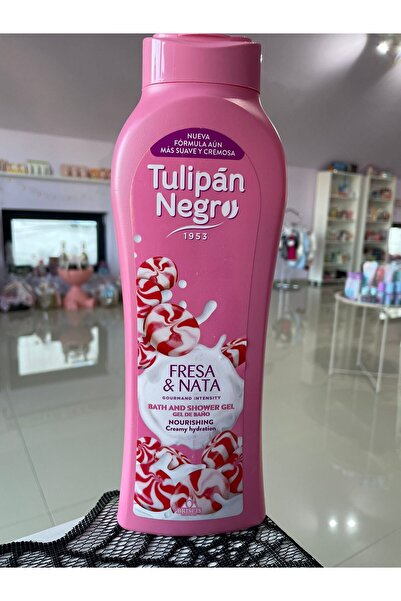 NUEVA
FÓRMULA AÚN
MÁS SUAVE Y CREMOSA
Tulipán
Negro
1953
FRESA
& NATA
GOURMAND INTENSITY
BATH AND SHOWER GEL
GEL DE BAÑO
NOURISHING
Creamy hydration
BRISEIS